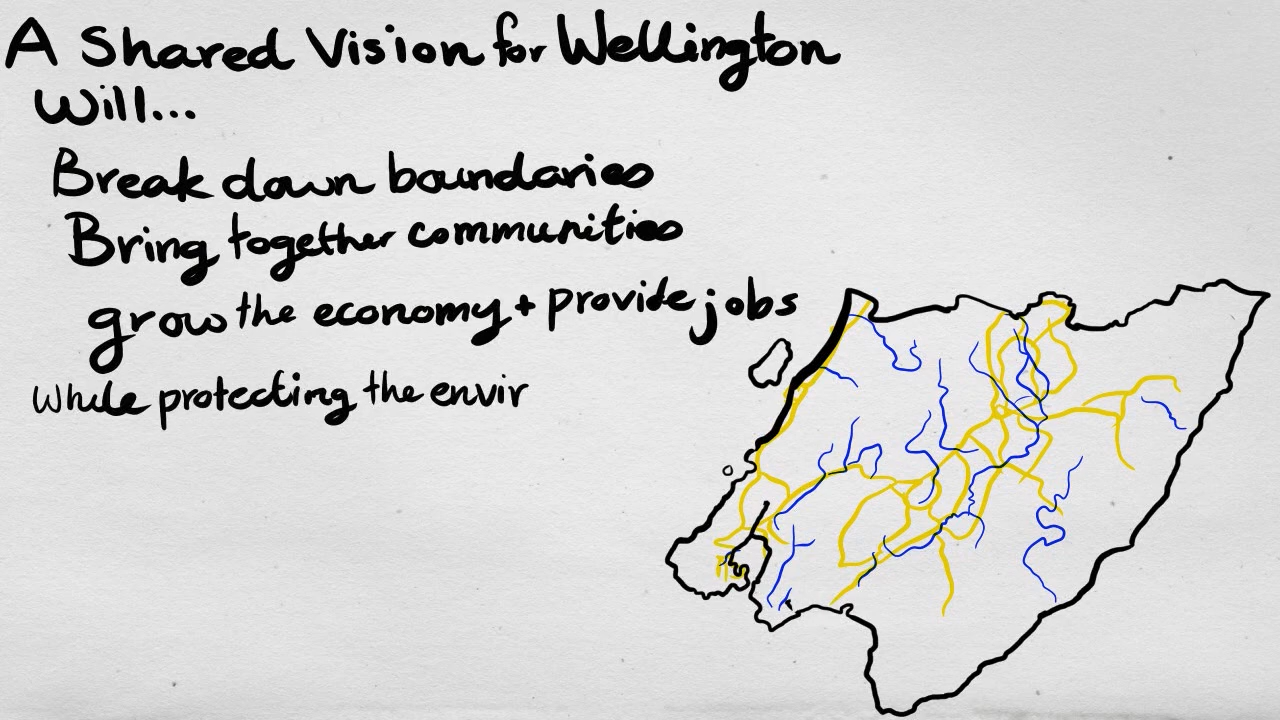 A Shared Vision for Wellington
Will...
Break down boundaries
Bring together communities
grow the economy + provide jobs
while protecting the envir